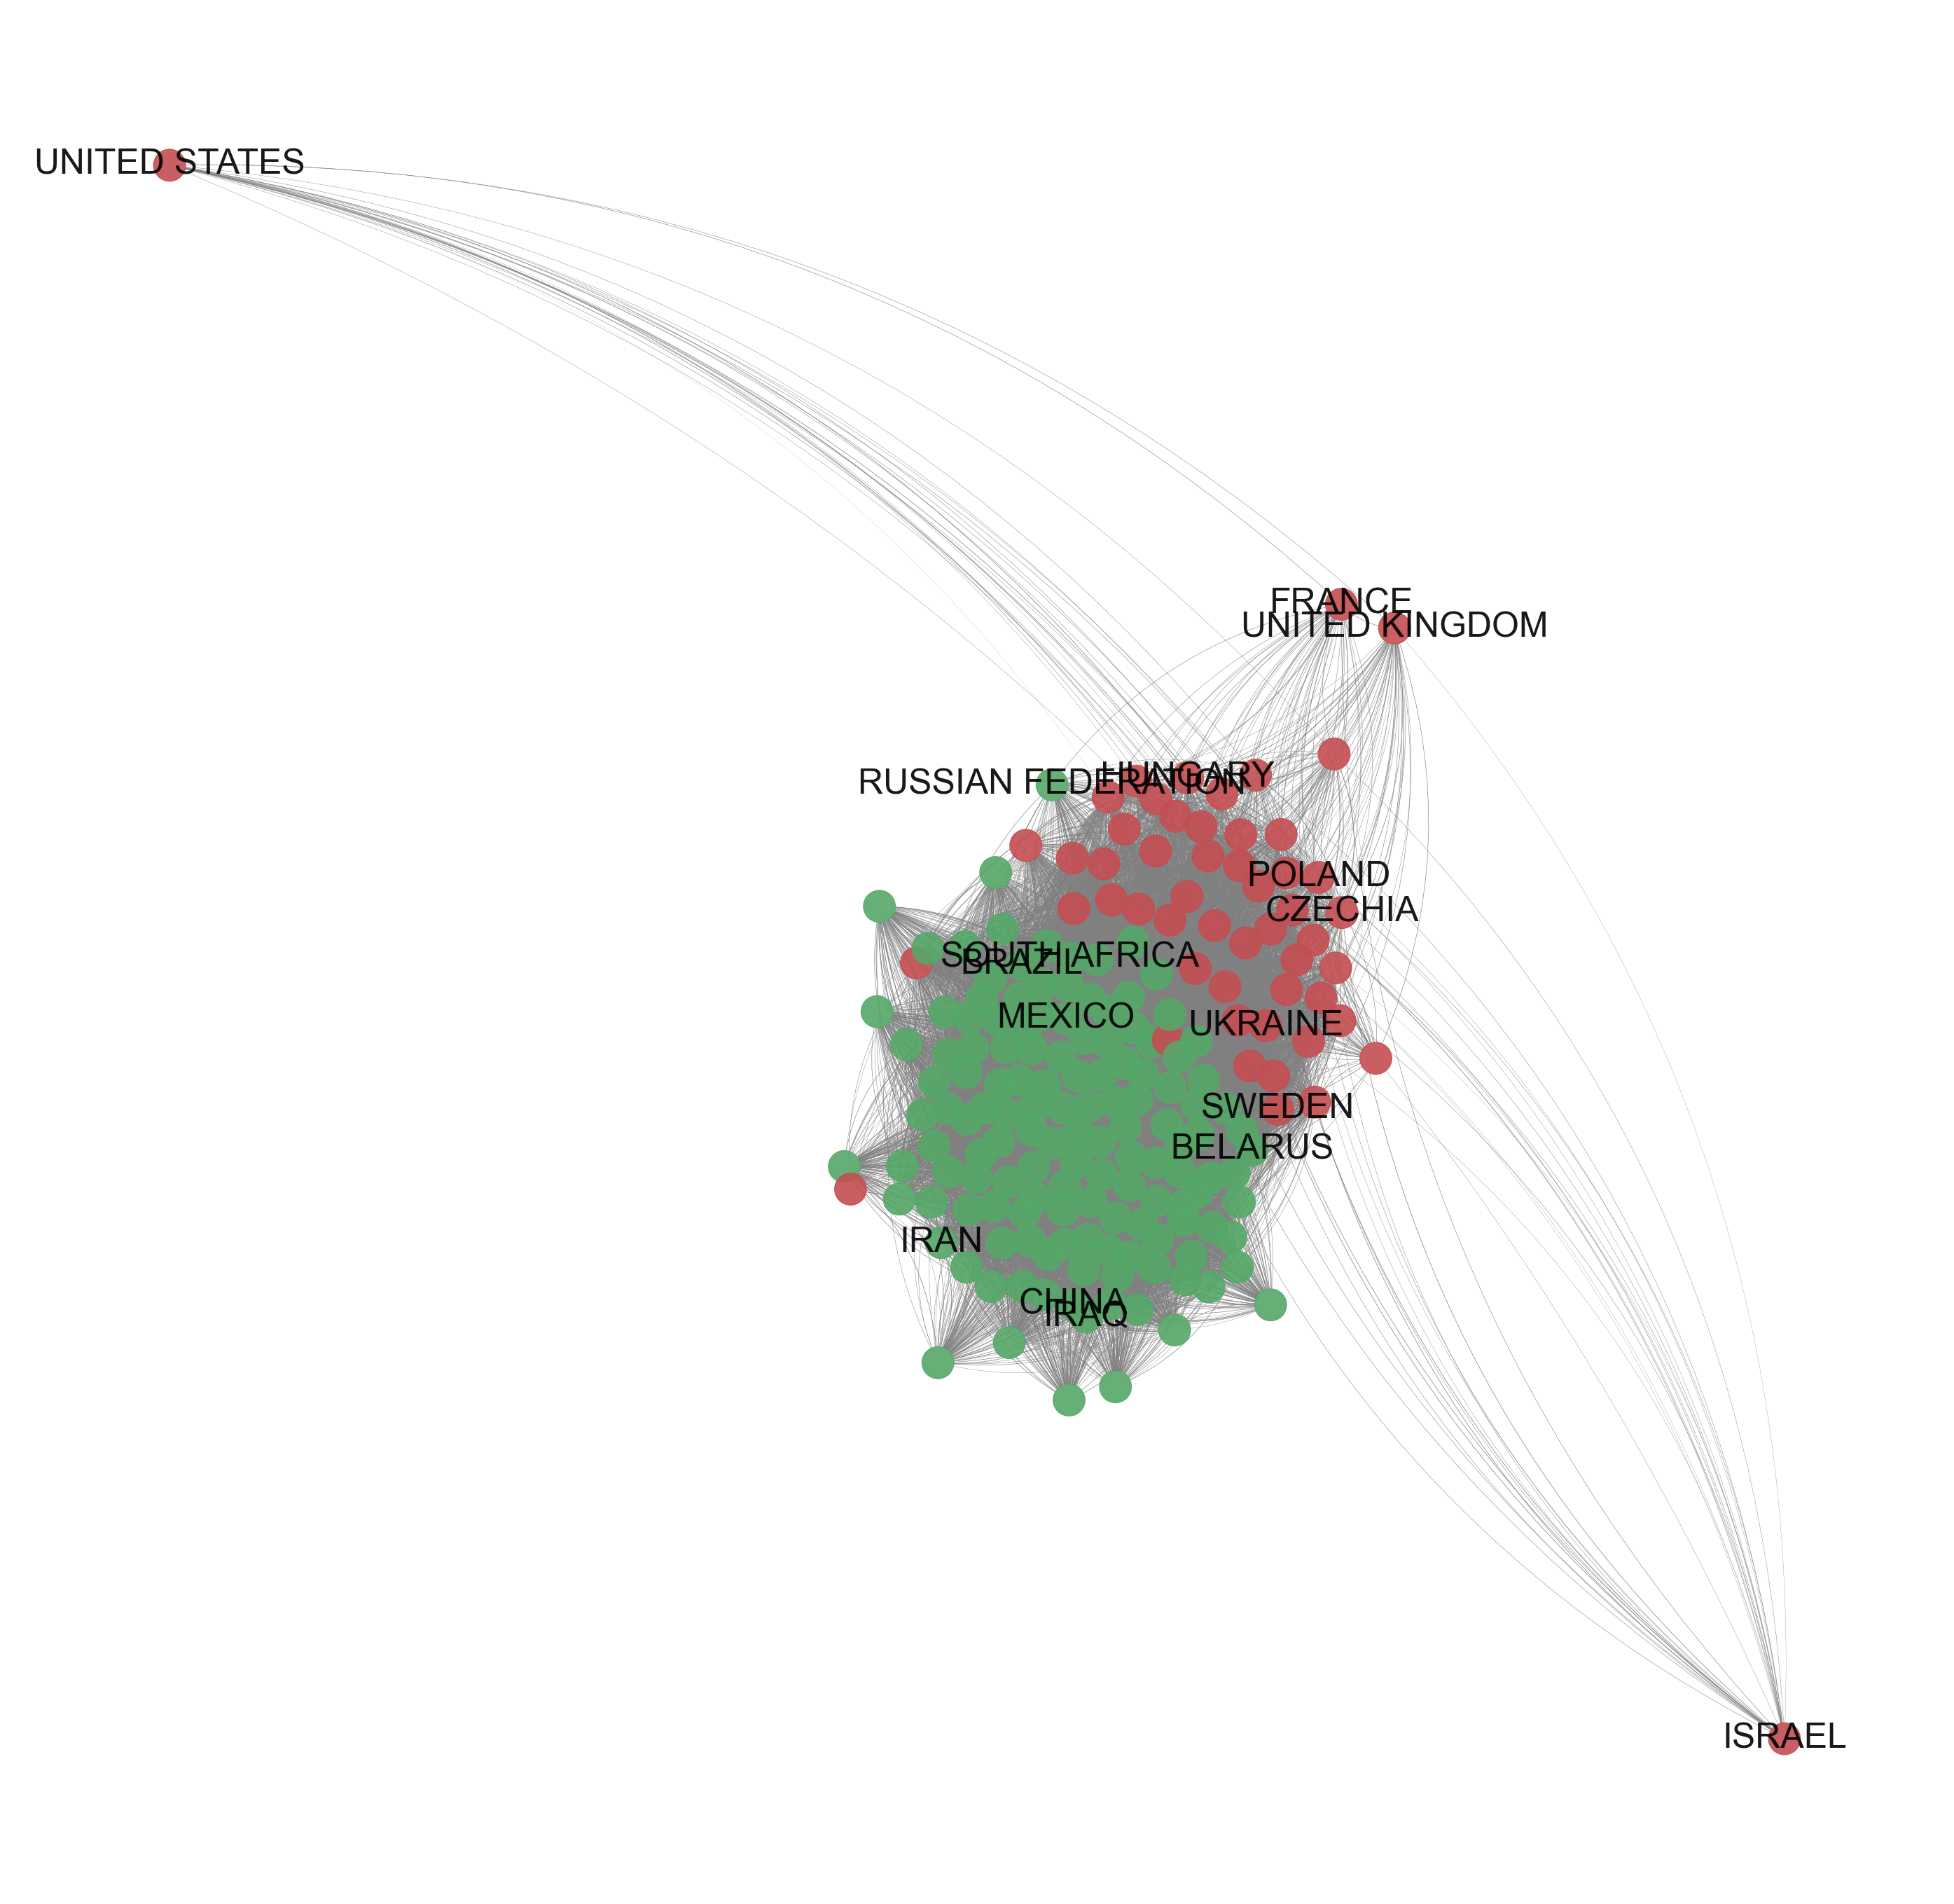 UNITED STATES
FRANCE
UNITED KINGDOM
HUNGARY
RUSSIAN FEDERATION
POLAND
CZECHIA
SOUTH AFRICA
BRAZIL
MEXICO
UKRAINE
SWEDEN
BELARUS
IRAN
CHINA
IRAQ
ISRAEL